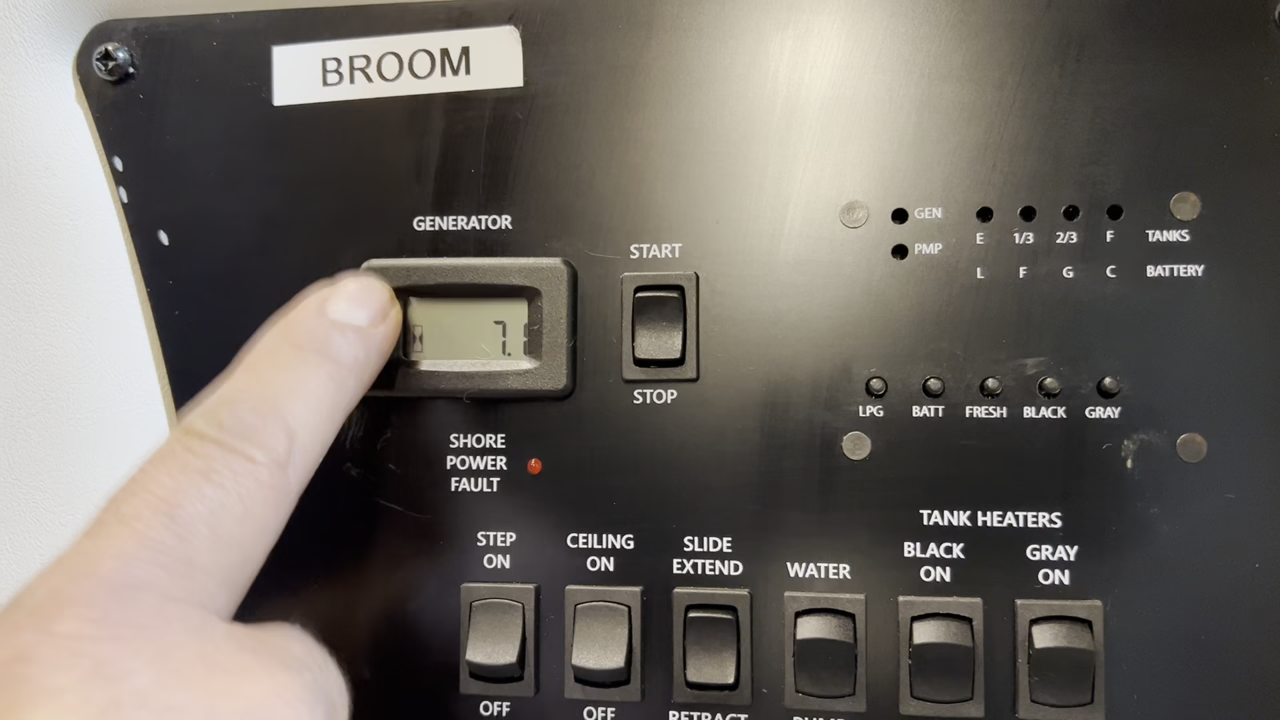 BROOM
GENERATOR
START
STOP
GEN
PMP
E 1/3 2/3 F TANKS
L F G C BATTERY
LPG BATT FRESH BLACK GRAY
SHORE
POWER
FAULT
TANK HEATERS
STEP
ON
CEILING
ON
SLIDE
EXTEND
WATER
BLACK
ON
GRAY
ON
OFF
OFF
RETRACT